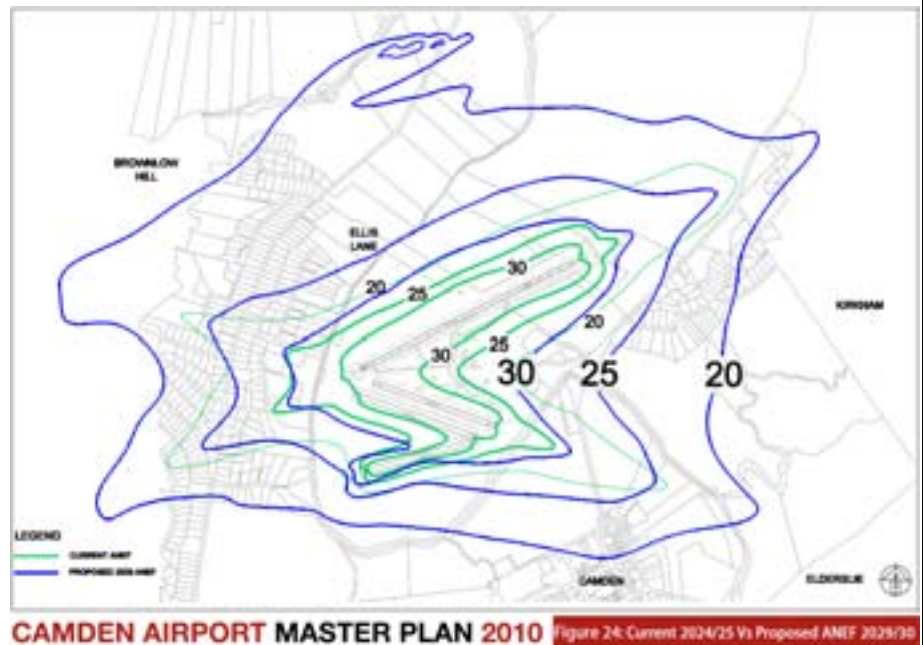 BROWNLOW
HILL
ELLIS
LANE
20
25
30
20
25
30
30
25
20
KIRKHAM
LEGEND
CURRENT ANEF
PROPOSED ANEF
CAMDEN
ELDERSLIE
CAMDEN AIRPORT MASTER PLAN 2010
Figure 24: Current 2024/25 Vs Proposed ANEF 2029/30